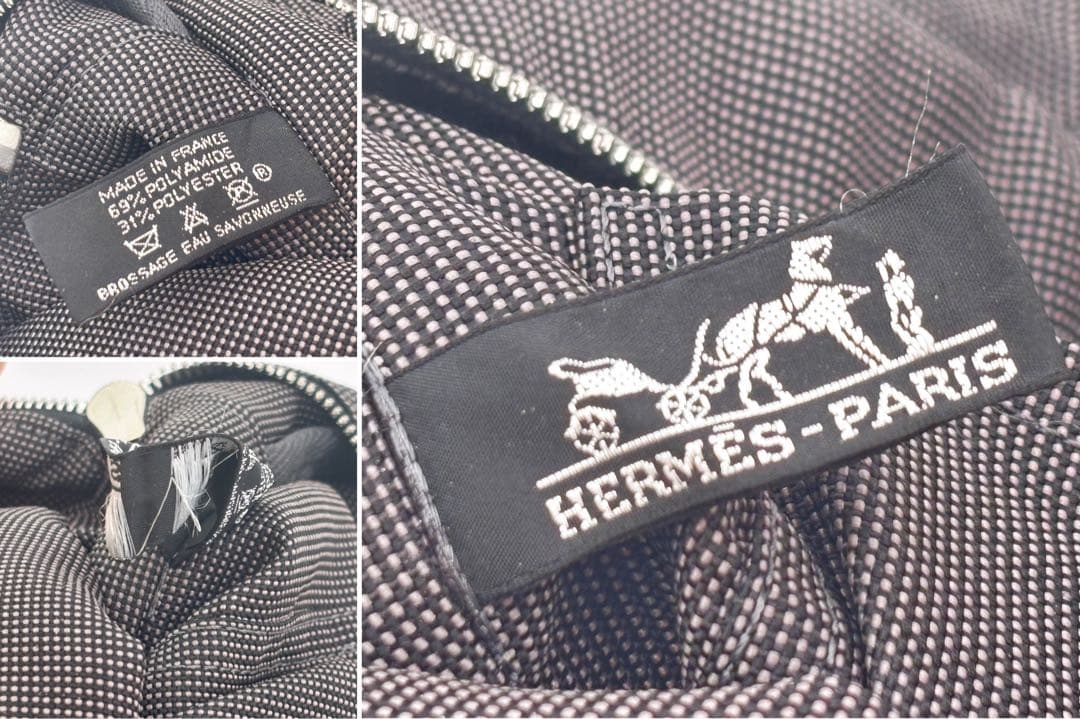 MADE IN FRANCE
69% POLYAMIDE
31% POLYESTER
®
BROSSAGE EAU SAVONNEUSE
HERMÈS-PARIS